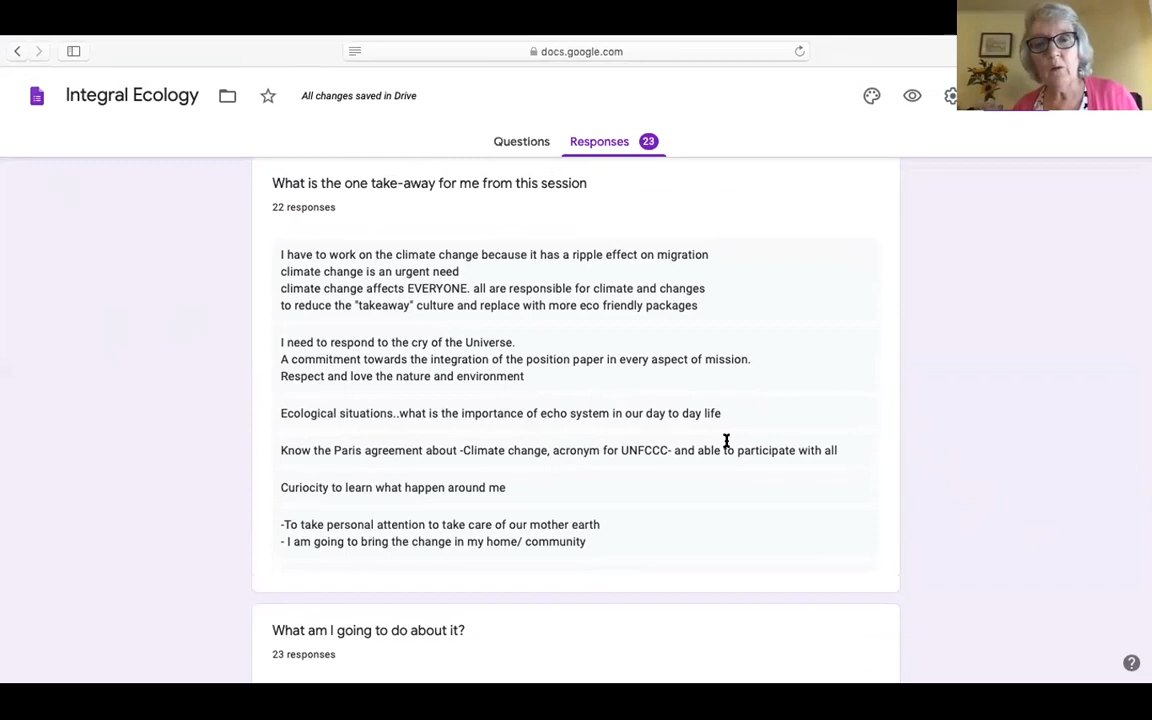 docs.google.com
Integral Ecology
All changes saved in Drive
Questions
Responses 23
What is the one take-away for me from this session
22 responses
I have to work on the climate change because it has a ripple effect on migration
climate change is an urgent need
climate change affects EVERYONE. all are responsible for climate and changes
to reduce the "takeaway" culture and replace with more eco friendly packages
I need to respond to the cry of the Universe.
A commitment towards the integration of the position paper in every aspect of mission.
Respect and love the nature and environment
Ecological situations..what is the importance of echo system in our day to day life
Know the Paris agreement about -Climate change, acronym for UNFCCC- and able to participate with all
Curiocity to learn what happen around me
-To take personal attention to take care of our mother earth
- I am going to bring the change in my home/ community
What am I going to do about it?
23 responses
?